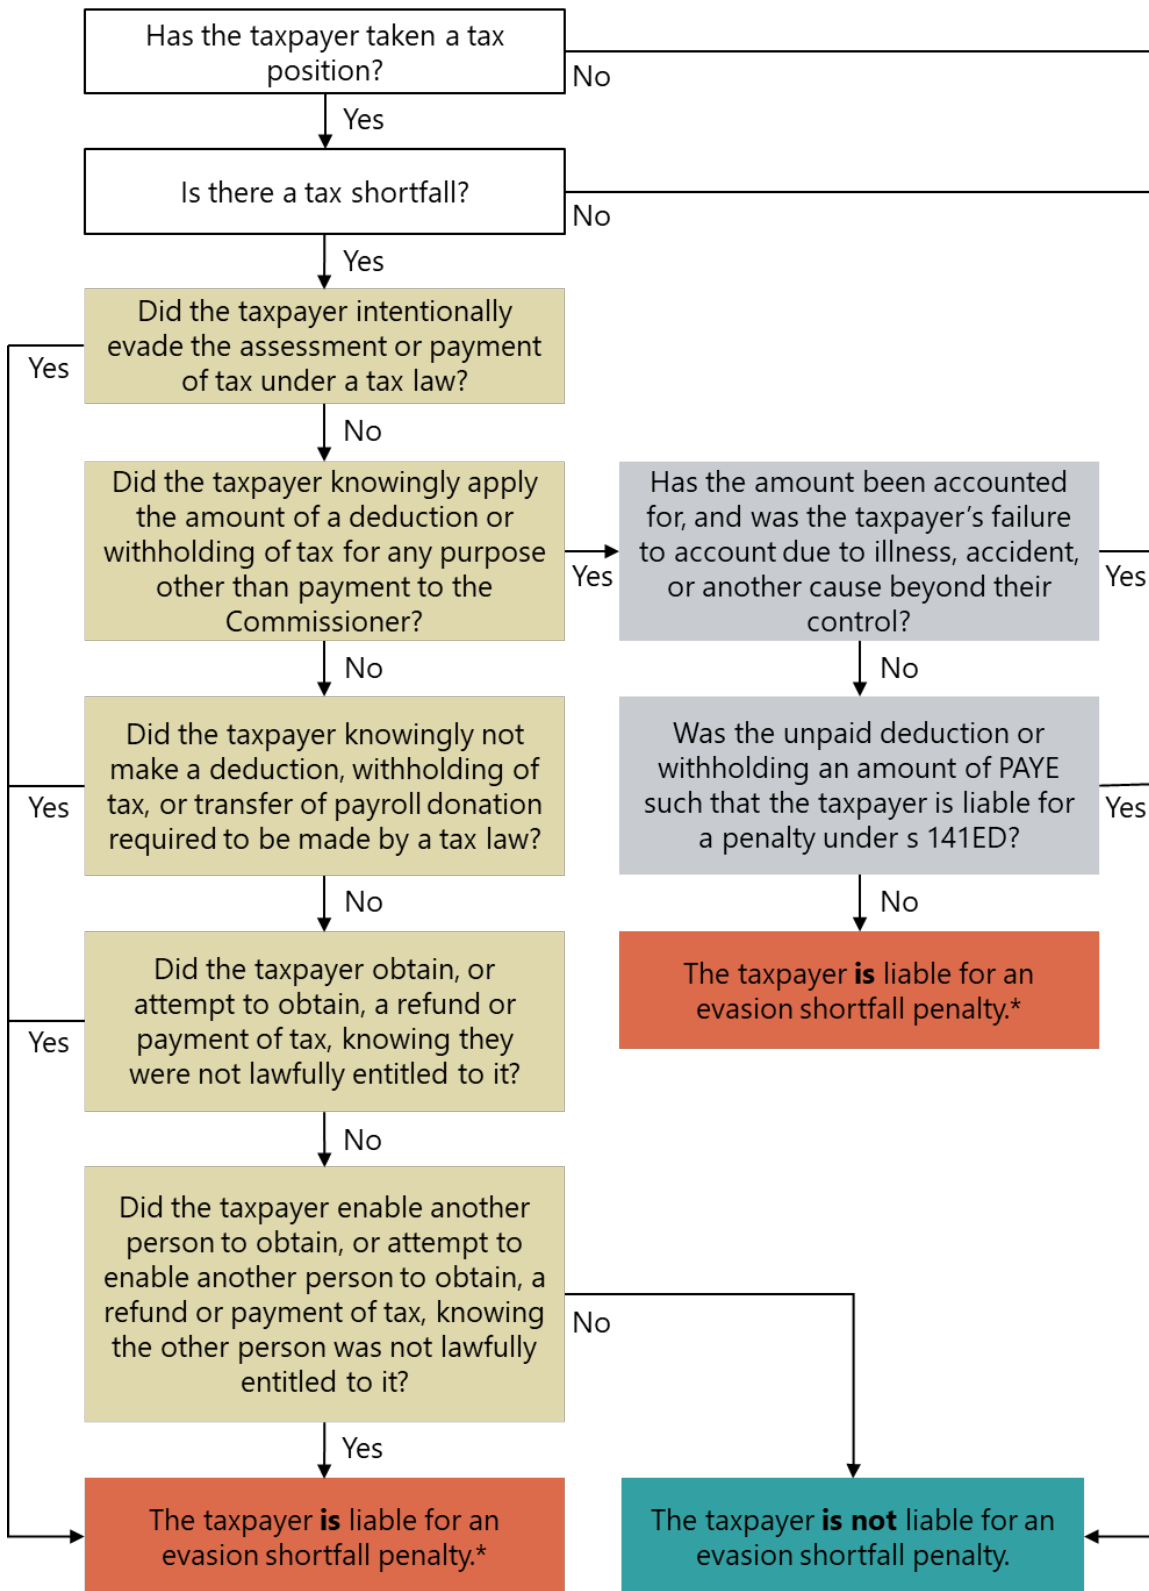 Has the taxpayer taken a tax
position?
No
Yes
Is there a tax shortfall?
No
Yes
Did the taxpayer intentionally
evade the assessment or payment
of tax under a tax law?
Yes
No
Did the taxpayer knowingly apply
the amount of a deduction or
withholding of tax for any purpose
other than payment to the
Commissioner?
Yes
Has the amount been accounted
for, and was the taxpayer’s failure
to account due to illness, accident,
or another cause beyond their
control?
Yes
No
No
Did the taxpayer knowingly not
make a deduction, withholding of
tax, or transfer of payroll donation
required to be made by a tax law?
Yes
Was the unpaid deduction or
withholding an amount of PAYE
such that the taxpayer is liable for
a penalty under s 141ED?
Yes
No
No
Did the taxpayer obtain, or
attempt to obtain, a refund or
payment of tax, knowing they
were not lawfully entitled to it?
Yes
The taxpayer is liable for an
evasion shortfall penalty.*
No
Did the taxpayer enable another
person to obtain, or attempt to
enable another person to obtain, a
refund or payment of tax, knowing
the other person was not lawfully
entitled to it?
No
Yes
The taxpayer is liable for an
evasion shortfall penalty.*
The taxpayer is not liable for an
evasion shortfall penalty.